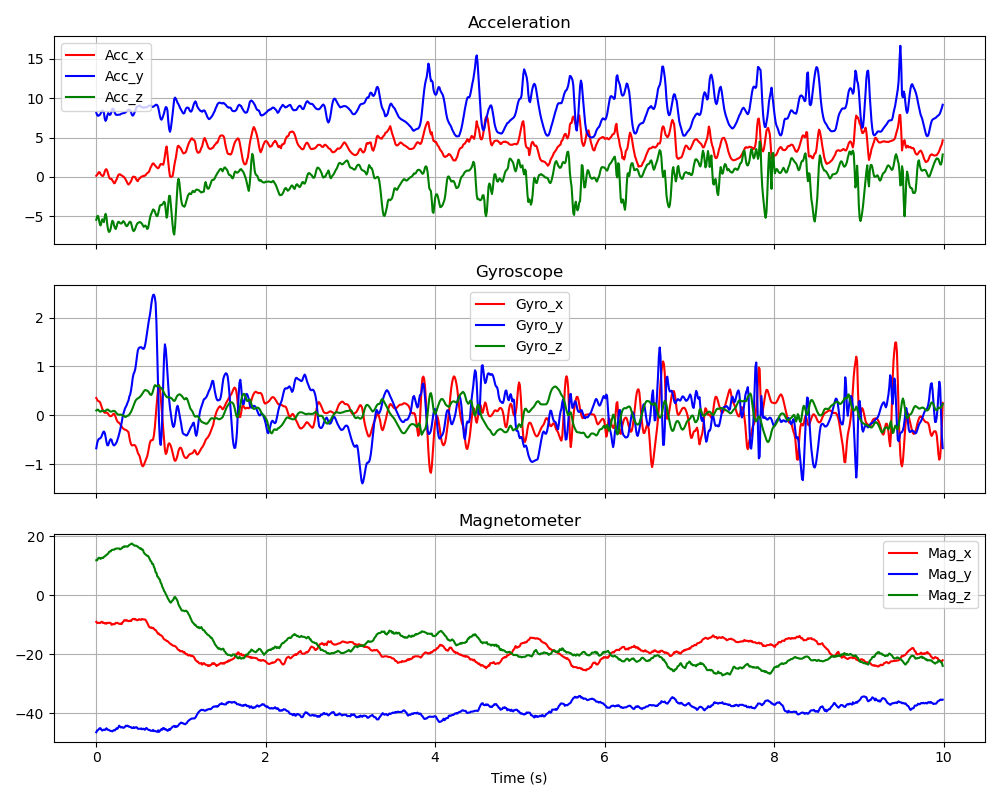 Acceleration
Acc_x
Acc_y
Acc_z
15
10
5
0
−5
Gyroscope
Gyro_x
Gyro_y
Gyro_z
2
1
0
−1
Magnetometer
Mag_x
Mag_y
Mag_z
20
0
−20
−40
0 2 4 6 8 10
Time (s)